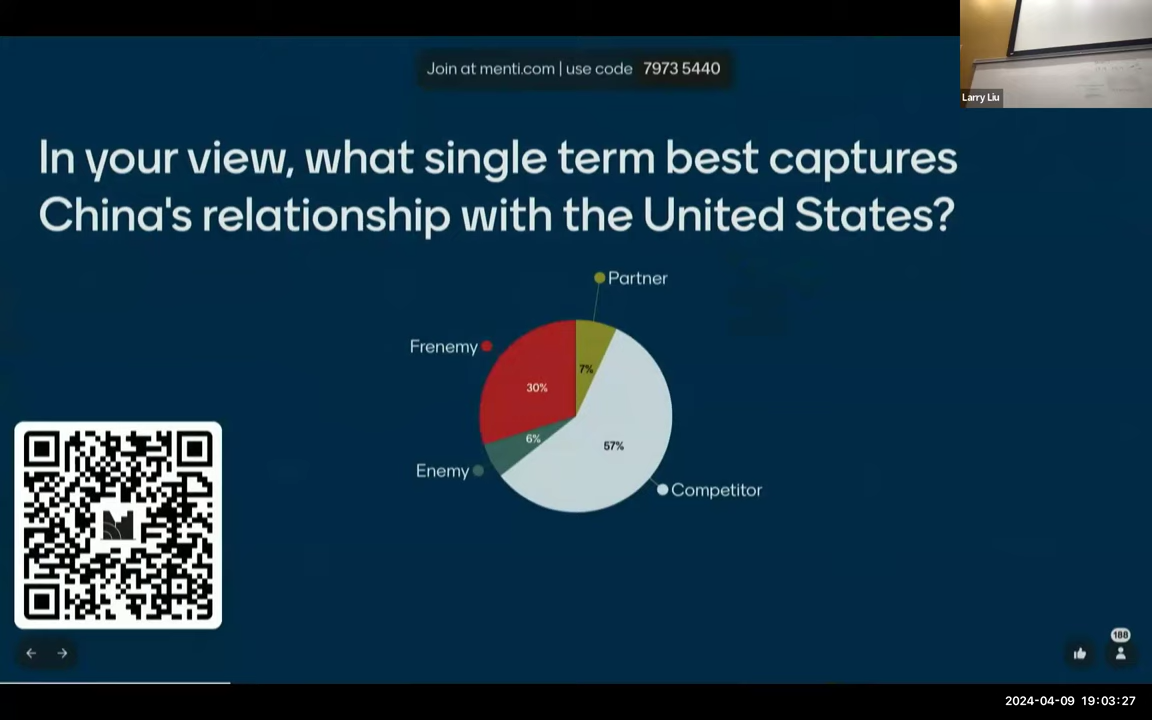 Join at menti.com | use code 7973 5440
Larry Liu
In your view, what single term best captures
China's relationship with the United States?
Partner
Frenemy
7%
30%
6%
57%
Enemy
Competitor
188
2024-04-09 19:03:27